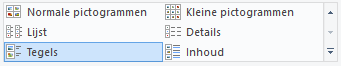 Normale pictogrammen Kleine pictogrammen
Lijst Details
Tegels Inhoud